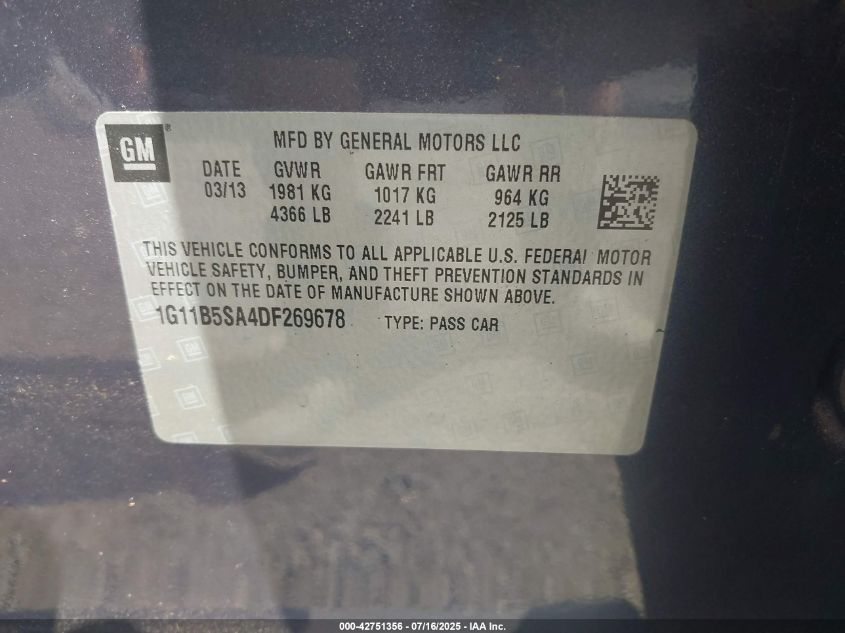 GM®
MFD BY GENERAL MOTORS LLC
DATE GVWR GAWR FRT GAWR RR
03/13 1981 KG 1017 KG 964 KG
4366 LB 2241 LB 2125 LB
THIS VEHICLE CONFORMS TO ALL APPLICABLE U.S. FEDERAL MOTOR
VEHICLE SAFETY, BUMPER, AND THEFT PREVENTION STANDARDS IN
EFFECT ON THE DATE OF MANUFACTURE SHOWN ABOVE.
1G11B5SA4DF269678 TYPE: PASS CAR
000-42751356 - 07/16/2025 - IAA Inc.